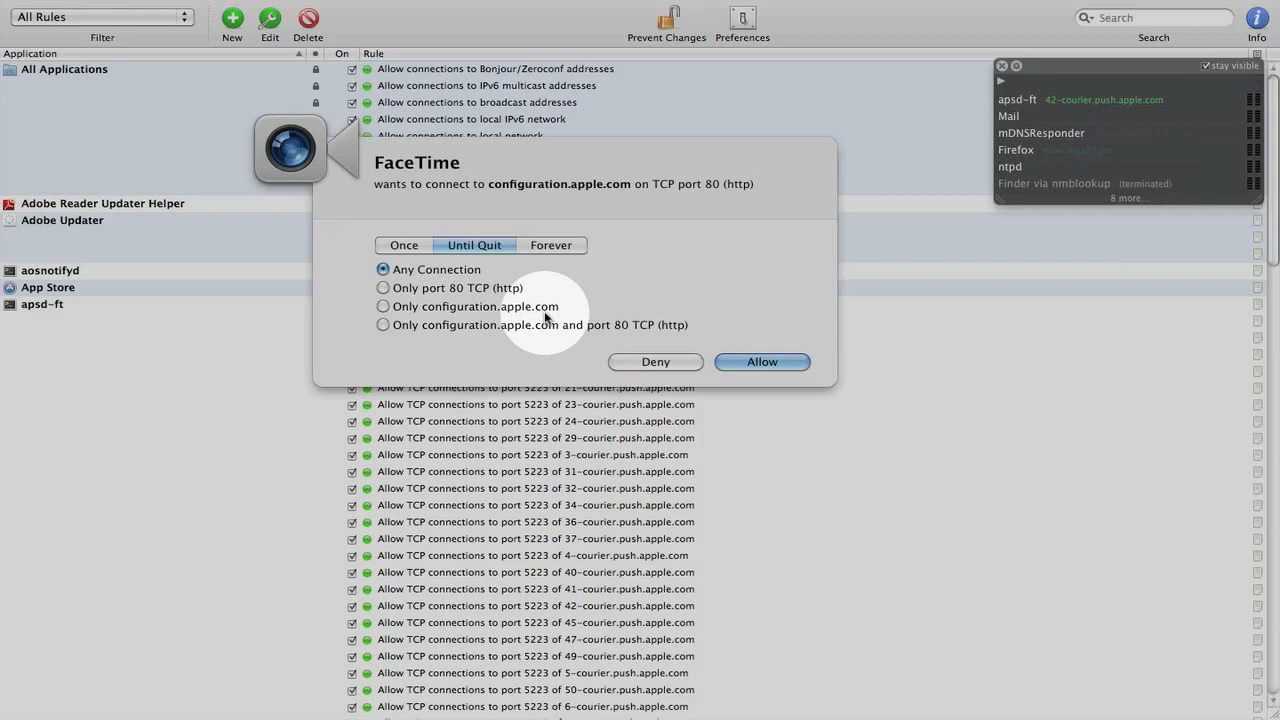 All Rules
Filter
New
Edit
Delete
Prevent Changes
Preferences
Search
Search
Info
Application
On
Rule
All Applications
Allow connections to Bonjour/Zeroconf addresses
Allow connections to IPv6 multicast addresses
Allow connections to broadcast addresses
Allow connections to local IPv6 network
Allow connections to local network
stay visible
apsd-ft 42-courier.push.apple.com
Mail
mDNSResponder
Firefox
ntpd
Finder via nmblookup (terminated)
8 more...
FaceTime
wants to connect to configuration.apple.com on TCP port 80 (http)
Once
Until Quit
Forever
Any Connection
Only port 80 TCP (http)
Only configuration.apple.com
Only configuration.apple.com and port 80 TCP (http)
Deny
Allow
Adobe Reader Updater Helper
Adobe Updater
aosnotifyd
App Store
apsd-ft
Allow TCP connections to port 5223 of 21-courier.push.apple.com
Allow TCP connections to port 5223 of 23-courier.push.apple.com
Allow TCP connections to port 5223 of 24-courier.push.apple.com
Allow TCP connections to port 5223 of 29-courier.push.apple.com
Allow TCP connections to port 5223 of 3-courier.push.apple.com
Allow TCP connections to port 5223 of 31-courier.push.apple.com
Allow TCP connections to port 5223 of 32-courier.push.apple.com
Allow TCP connections to port 5223 of 34-courier.push.apple.com
Allow TCP connections to port 5223 of 36-courier.push.apple.com
Allow TCP connections to port 5223 of 37-courier.push.apple.com
Allow TCP connections to port 5223 of 4-courier.push.apple.com
Allow TCP connections to port 5223 of 40-courier.push.apple.com
Allow TCP connections to port 5223 of 41-courier.push.apple.com
Allow TCP connections to port 5223 of 42-courier.push.apple.com
Allow TCP connections to port 5223 of 45-courier.push.apple.com
Allow TCP connections to port 5223 of 47-courier.push.apple.com
Allow TCP connections to port 5223 of 49-courier.push.apple.com
Allow TCP connections to port 5223 of 5-courier.push.apple.com
Allow TCP connections to port 5223 of 50-courier.push.apple.com
Allow TCP connections to port 5223 of 6-courier.push.apple.com